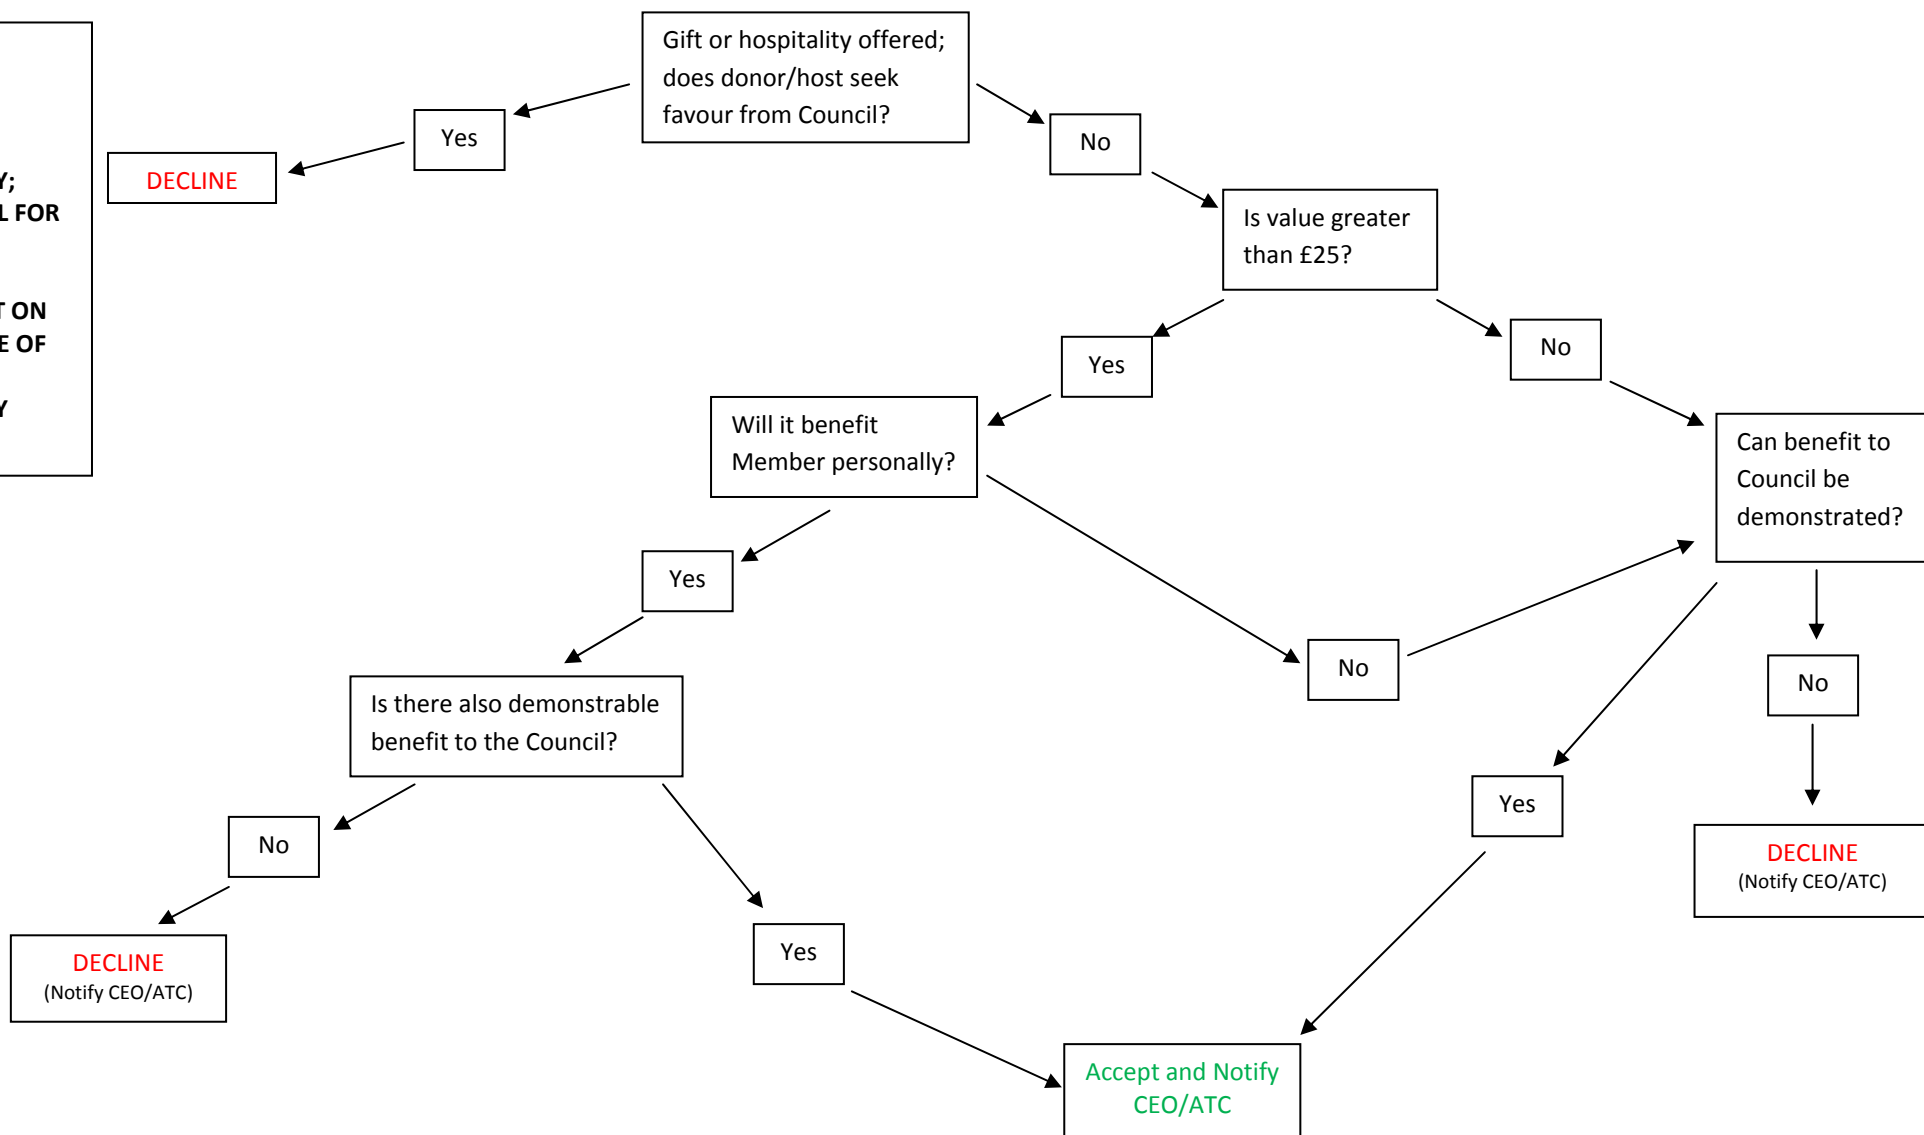 Y;
L FOR
T ON
E OF
Y
Gift or hospitality offered;
does donor/host seek
favour from Council?
Yes
DECLINE
No
Is value greater
than £25?
Yes
No
Will it benefit
Member personally?
Can benefit to
Council be
demonstrated?
Yes
No
No
Is there also demonstrable
benefit to the Council?
Yes
No
DECLINE
(Notify CEO/ATC)
DECLINE
(Notify CEO/ATC)
Yes
Accept and Notify
CEO/ATC